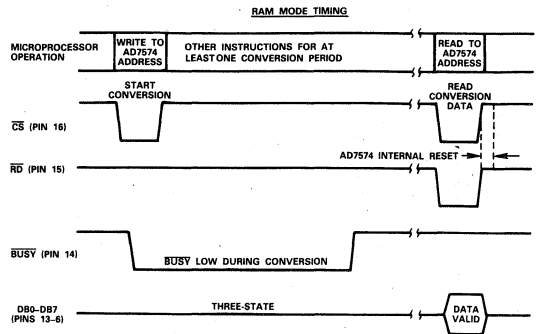 RAM MODE TIMING
MICROPROCESSOR
OPERATION
WRITE TO
AD7574
ADDRESS
OTHER INSTRUCTIONS FOR AT
LEAST ONE CONVERSION PERIOD
READ TO
AD7574
ADDRESS
START
CONVERSION
READ
CONVERSION
DATA
CS (PIN 16)
AD7574 INTERNAL RESET
RD (PIN 15)
BUSY (PIN 14)
BUSY LOW DURING CONVERSION
DB0–DB7
(PINS 13–6)
THREE-STATE
DATA
VALID